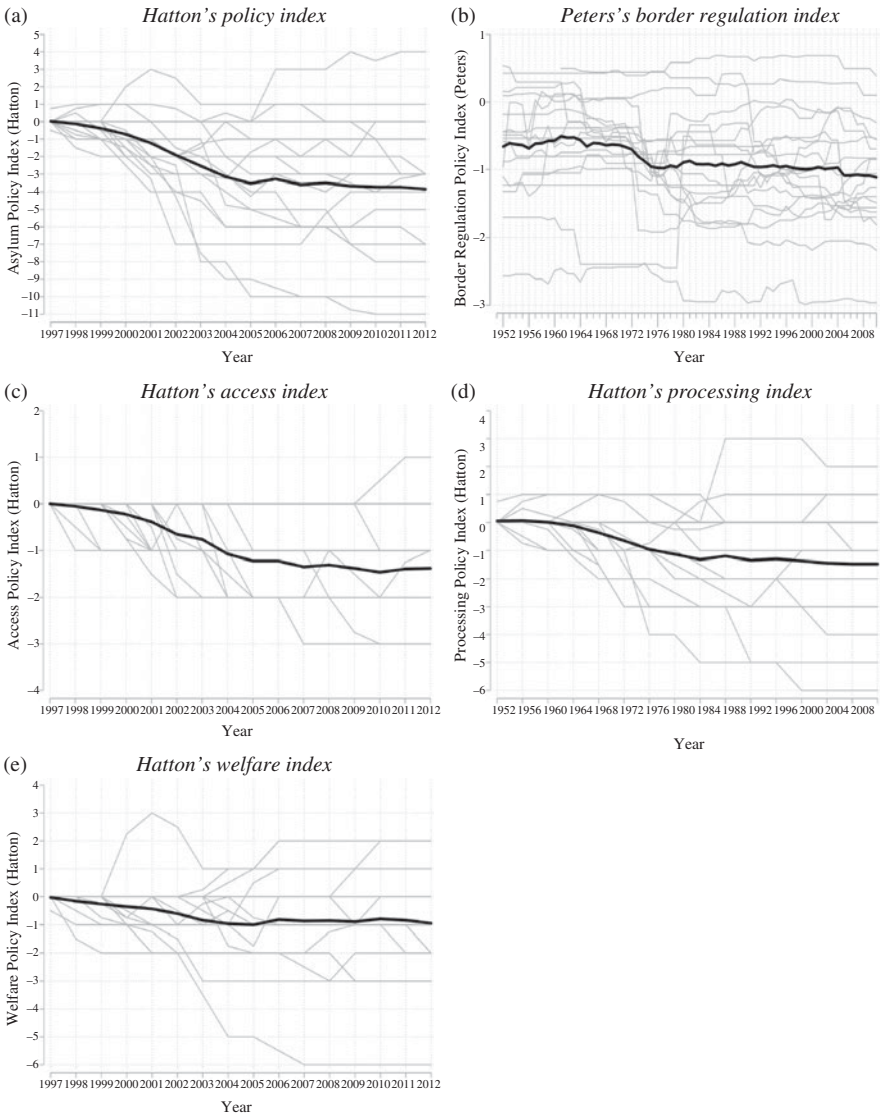 (a) Hatton's policy index
5
4
3
2
1
0
–1
–2
–3
–4
–5
–6
–7
–8
–9
–10
–11
Asylum Policy Index (Hatton)
1997 1998 1999 2000 2001 2002 2003 2004 2005 2006 2007 2008 2009 2010 2011 2012
Year
(b) Peters's border regulation index
1
0
–1
–2
–3
Border Regulation Policy Index (Peters)
1952 1956 1960 1964 1968 1972 1976 1980 1984 1988 1992 1996 2000 2004 2008
Year
(c) Hatton's access index
2
1
0
–1
–2
–3
–4
Access Policy Index (Hatton)
1997 1998 1999 2000 2001 2002 2003 2004 2005 2006 2007 2008 2009 2010 2011 2012
Year
(d) Hatton's processing index
4
3
2
1
0
–1
–2
–3
–4
–5
–6
Processing Policy Index (Hatton)
1952 1956 1960 1964 1968 1972 1976 1984 1988 1992 1996 2000 2004 2008
Year
(e) Hatton's welfare index
4
3
2
1
0
–1
–2
–3
–4
–5
–6
Welfare Policy Index (Hatton)
1997 1998 1999 2000 2001 2002 2003 2004 2005 2006 2007 2008 2009 2010 2011 2012
Year